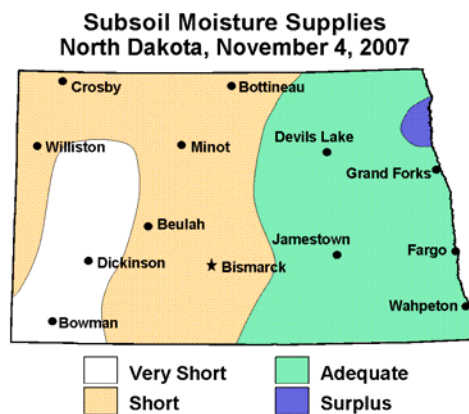 Subsoil Moisture Supplies
North Dakota, November 4, 2007
Crosby
Bottineau
Williston
Minot
Devils Lake
Grand Forks
Beulah
Jamestown
Fargo
Dickinson
Bismarck
Wahpeton
Bowman
Very Short
Adequate
Short
Surplus